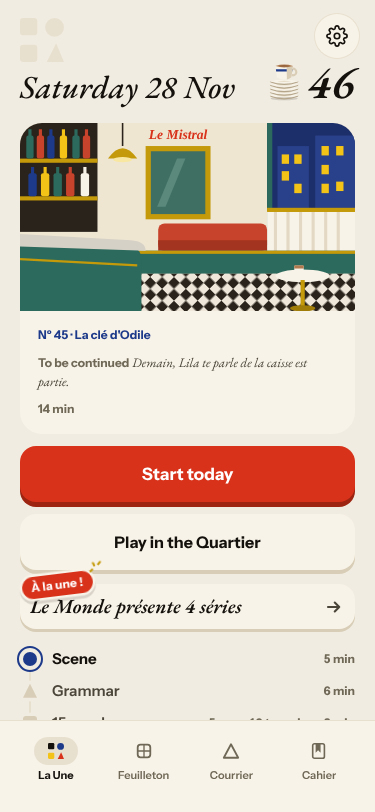 Saturday 28 Nov
46
Le Mistral
Nº 45 · La clé d'Odile
To be continued Demain, Lila te parle de la caisse est
partie.
14 min
Start today
Play in the Quartier
À la une !
Le Monde présente 4 séries
Scene 5 min
Grammar 6 min
La Une
Feuilleton
Courrier
Cahier